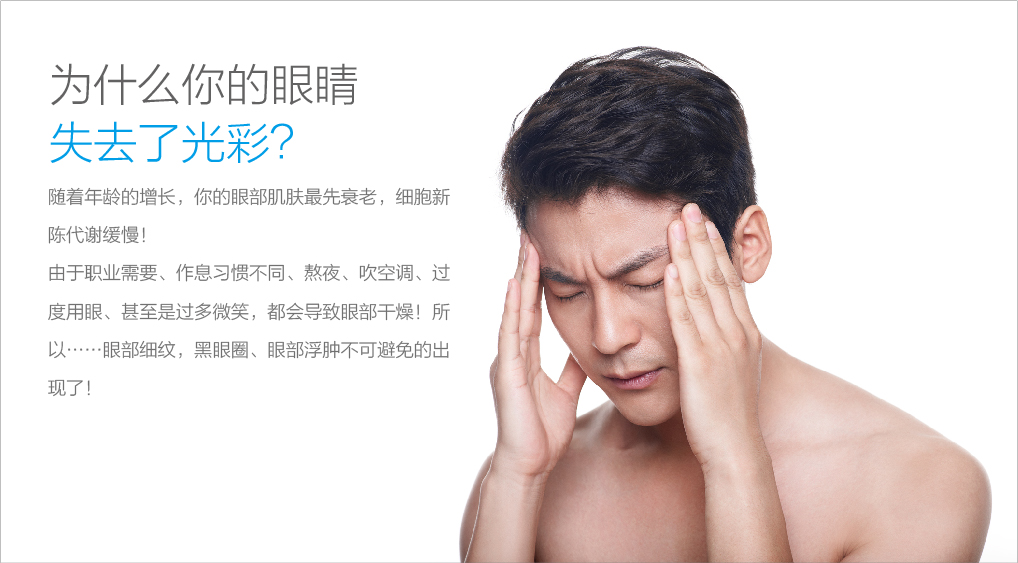 为什么你的眼睛
失去了光彩?
随着年龄的增长，你的眼部肌肤最先衰老，细胞新
陈代谢缓慢！
由于职业需要、作息习惯不同、熬夜、吹空调、过
度用眼、甚至是过多微笑，都会导致眼部干燥！所
以……眼部细纹，黑眼圈、眼部浮肿不可避免的出
现了！